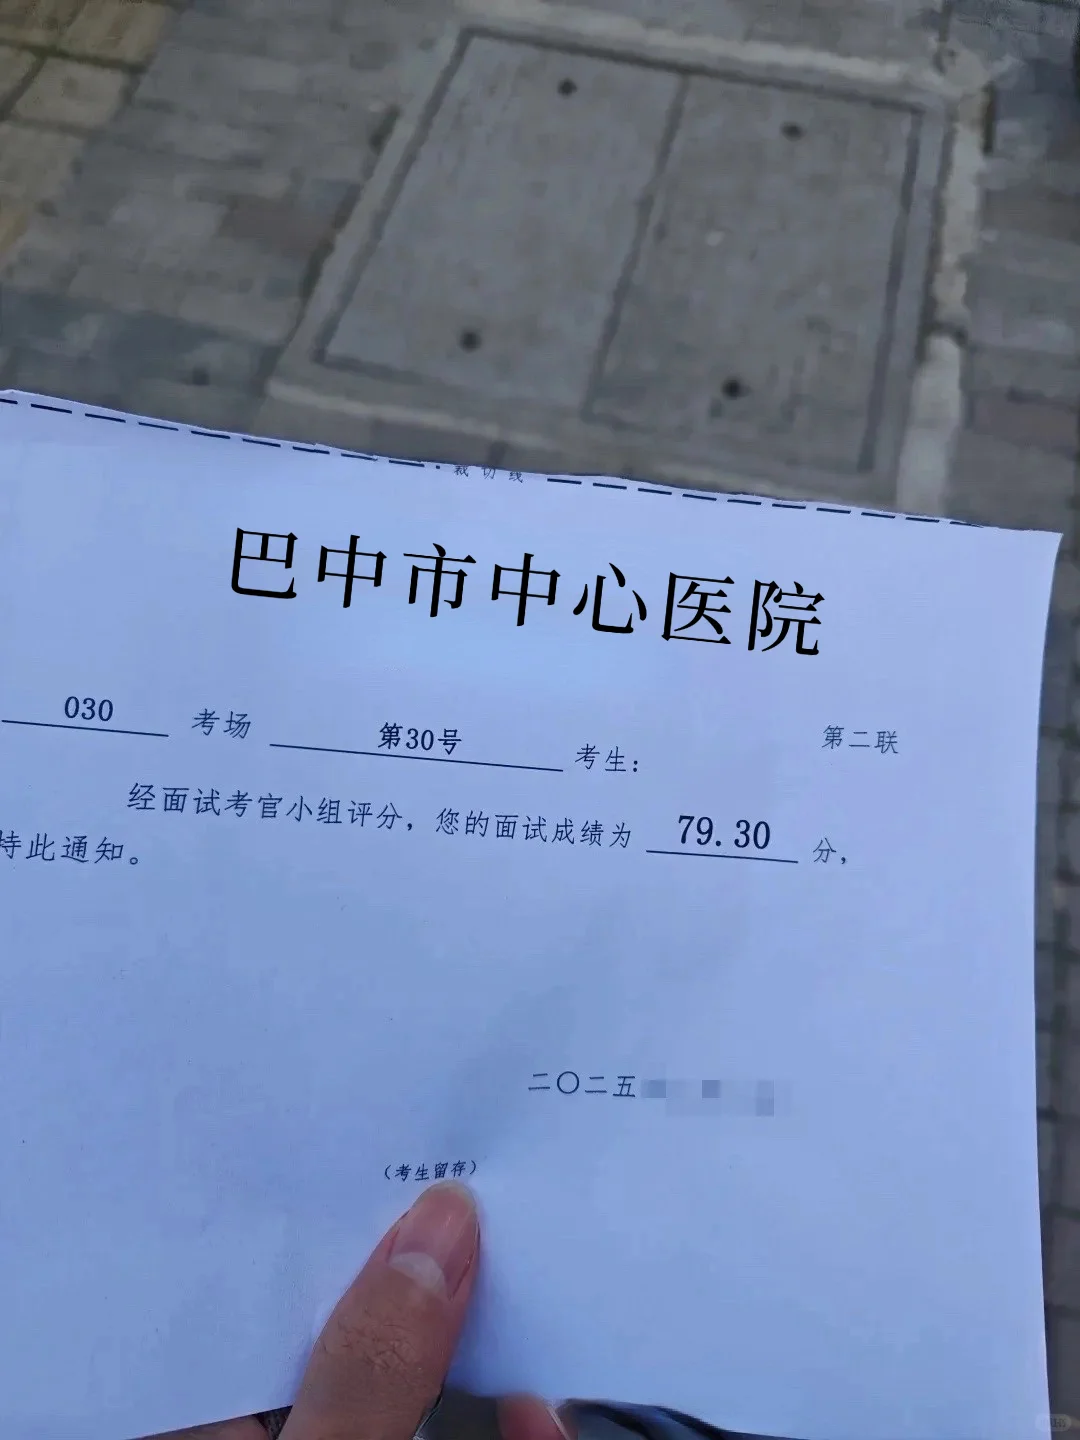 裁切线
巴中市中心医院
第二联
030 考场 第30号 考生：
经面试考官小组评分，您的面试成绩为 79.30 分，
特此通知。
二〇二五
（考生留存）